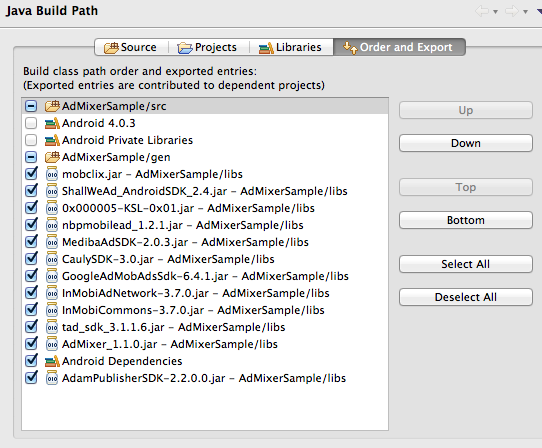 Java Build Path
Source Projects Libraries Order and Export
Build class path order and exported entries:
(Exported entries are contributed to dependent projects)
AdMixerSample/src
Android 4.0.3
Android Private Libraries
AdMixerSample/gen
mobclix.jar - AdMixerSample/libs
ShallWeAd_AndroidSDK_2.4.jar - AdMixerSample/libs
0x000005-KSL-0x01.jar - AdMixerSample/libs
nbpmobilead_1.2.1.jar - AdMixerSample/libs
MedibaAdSDK-2.0.3.jar - AdMixerSample/libs
CaulySDK-3.0.jar - AdMixerSample/libs
GoogleAdMobAdsSdk-6.4.1.jar - AdMixerSample/libs
InMobiAdNetwork-3.7.0.jar - AdMixerSample/libs
InMobiCommons-3.7.0.jar - AdMixerSample/libs
tad_sdk_3.1.1.6.jar - AdMixerSample/libs
AdMixer_1.1.0.jar - AdMixerSample/libs
Android Dependencies
AdamPublisherSDK-2.2.0.0.jar - AdMixerSample/libs
Up
Down
Top
Bottom
Select All
Deselect All